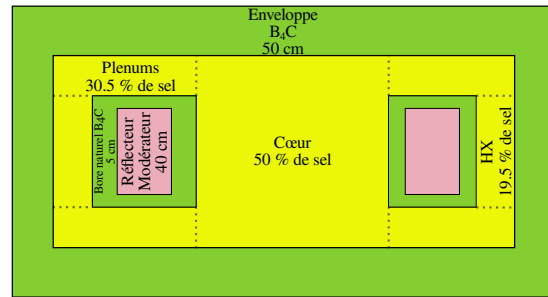 Enveloppe
B₄C
50 cm
Plenums
30.5 % de sel
Bore naturel B₄C
5 cm
Réflecteur
Modérateur
40 cm
Cœur
50 % de sel
HX
19.5 % de sel